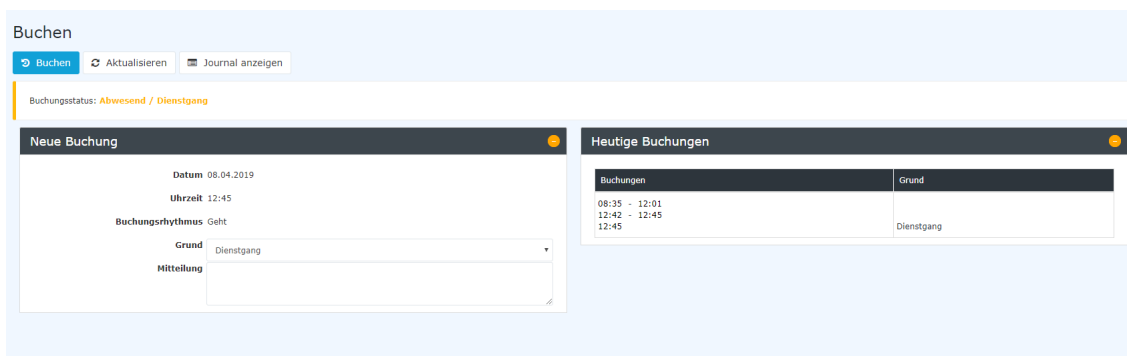 Buchen
Buchen Aktualisieren Journal anzeigen
Buchungsstatus: Abwesend / Dienstgang
Neue Buchung
Datum 08.04.2019
Uhrzeit 12:45
Buchungsrhythmus Geht
Grund Dienstgang
Mitteilung
Heutige Buchungen
Buchungen Grund
08:35 - 12:01
12:42 - 12:45
12:45 Dienstgang